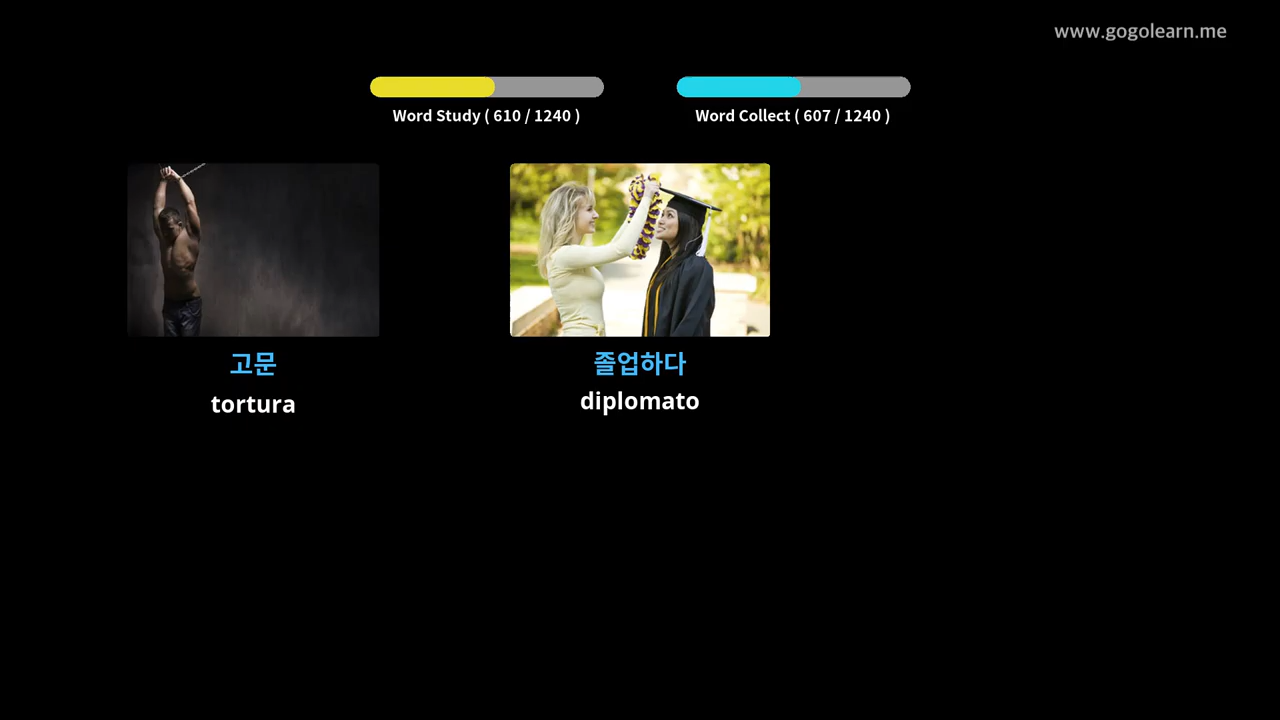 www.gogolearn.me
Word Study ( 610 / 1240 )
Word Collect ( 607 / 1240 )
고문
tortura
졸업하다
diplomato